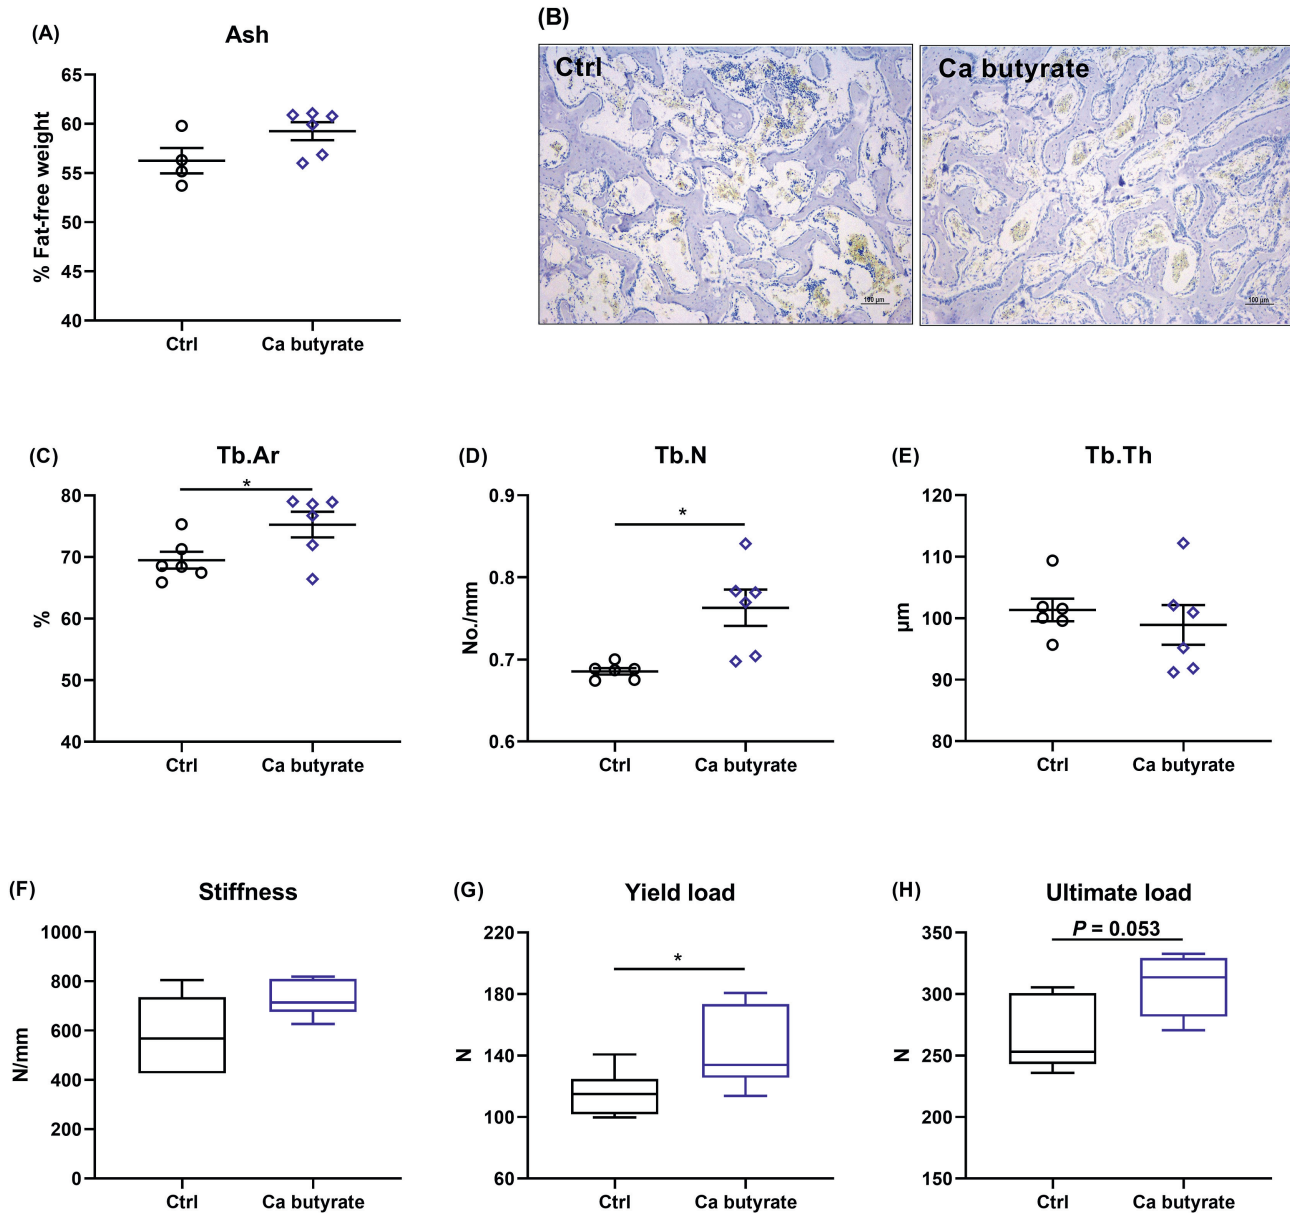 (A)
Ash
% Fat-free weight
65
60
55
50
45
40
Ctrl
Ca butyrate
(B)
Ctrl
100 µm
Ca butyrate
100 µm
(C)
Tb.Ar
*
%
80
70
60
50
40
Ctrl
Ca butyrate
(D)
Tb.N
*
No./mm
0.9
0.8
0.7
0.6
Ctrl
Ca butyrate
(E)
Tb.Th
µm
120
110
100
90
80
Ctrl
Ca butyrate
(F)
Stiffness
N/mm
1000
800
600
400
200
0
Ctrl
Ca butyrate
(G)
Yield load
*
N
220
180
140
100
60
Ctrl
Ca butyrate
(H)
Ultimate load
P = 0.053
N
350
300
250
200
150
Ctrl
Ca butyrate